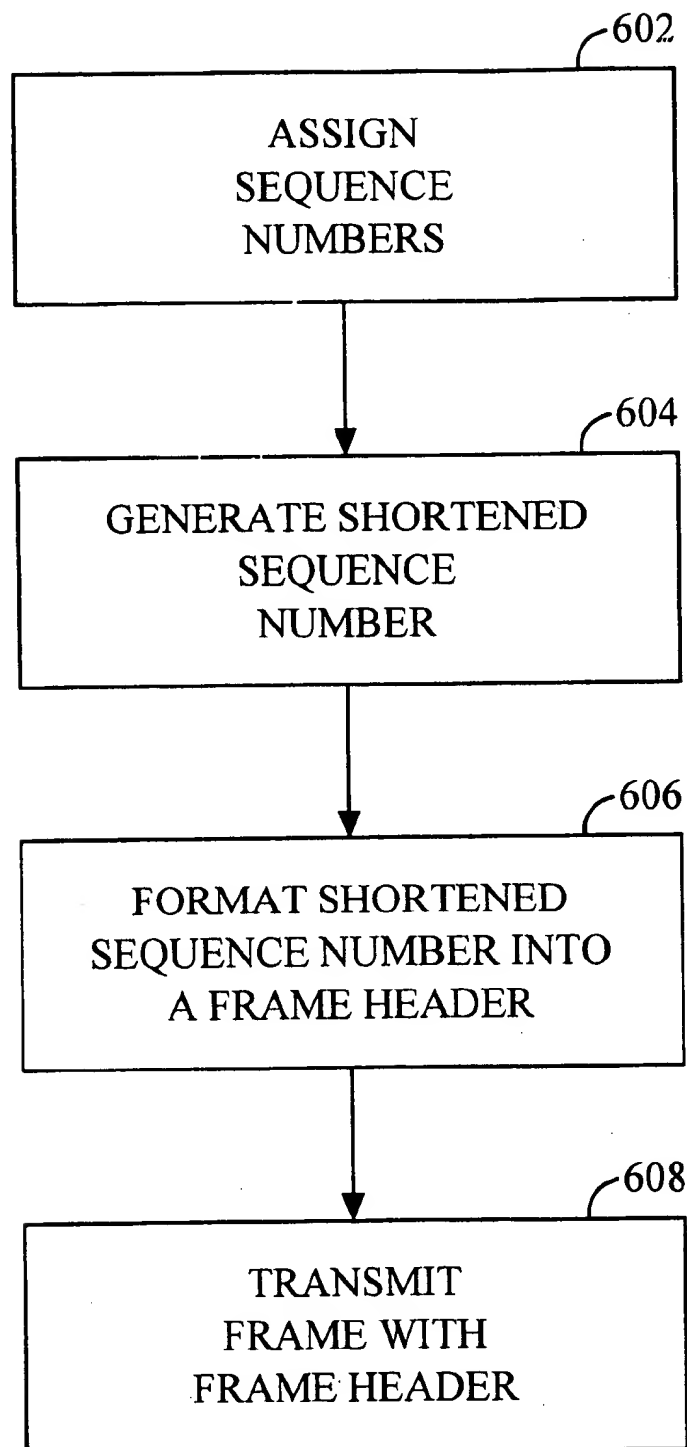 602
ASSIGN
SEQUENCE
NUMBERS
604
GENERATE SHORTENED
SEQUENCE
NUMBER
606
FORMAT SHORTENED
SEQUENCE NUMBER INTO
A FRAME HEADER
608
TRANSMIT
FRAME WITH
FRAME HEADER